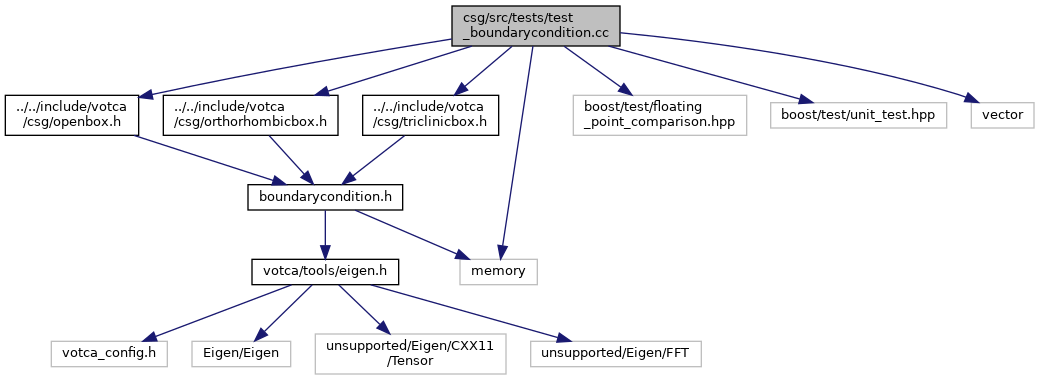 csg/src/tests/test
_boundarycondition.cc
../../include/votca
/csg/openbox.h
../../include/votca
/csg/orthorhombicbox.h
../../include/votca
/csg/triclinicbox.h
boost/test/floating
_point_comparison.hpp
boost/test/unit_test.hpp
vector
boundarycondition.h
votca/tools/eigen.h
memory
votca_config.h
Eigen/Eigen
unsupported/Eigen/CXX11
/Tensor
unsupported/Eigen/FFT